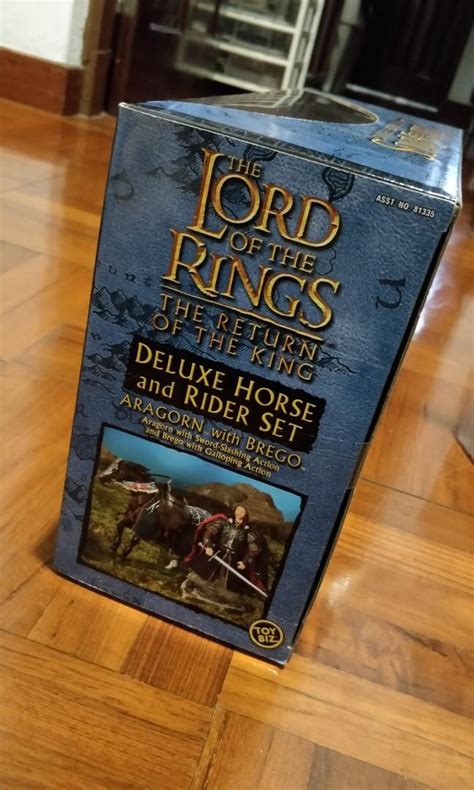 ASST. NO. 81335
THE
LORD
OF THE
RINGS
THE RETURN
OF THE KING
DELUXE HORSE
and RIDER SET
ARAGORN with BREGO
Aragorn with Sword-Slashing Action
and Brego with Galloping Action
TOY
BIZ